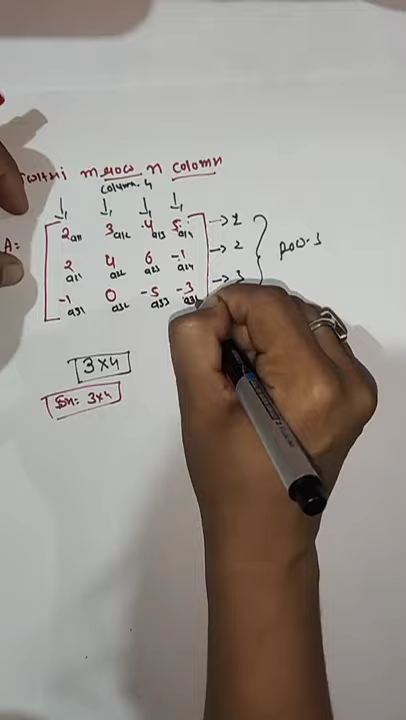 m row n column
column. 4
A:
2 a11 3 a12 -4 a13 5 a14 → 1
2 a21 4 a22 6 a23 -1 a24 → 2
-1 a31 0 a32 -5 a33 -3 a34 → 3
row. 3
3×4
3×4